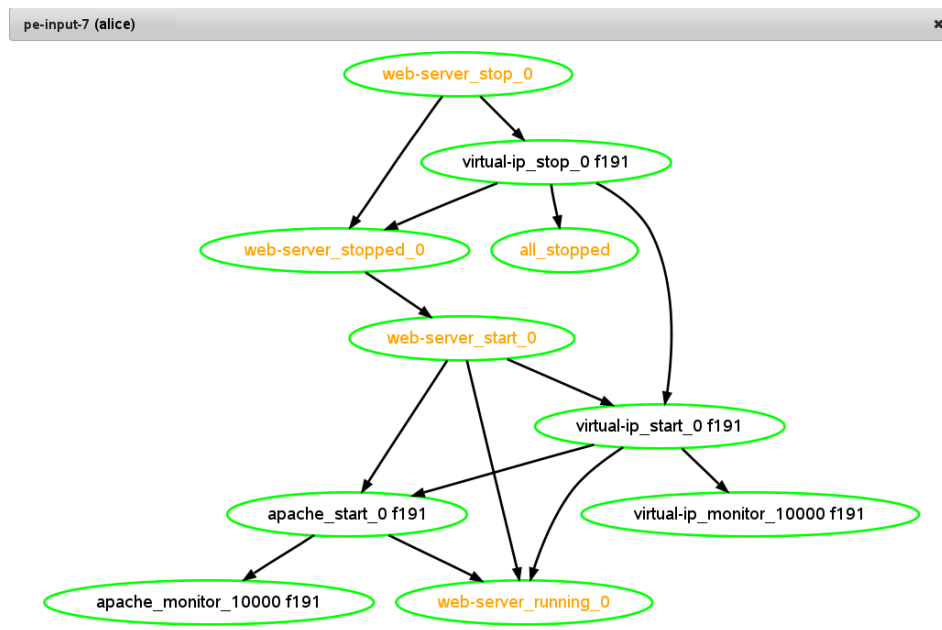 pe-input-7 (alice)
web-server_stop_0
virtual-ip_stop_0 f191
web-server_stopped_0
all_stopped
web-server_start_0
virtual-ip_start_0 f191
apache_start_0 f191
virtual-ip_monitor_10000 f191
apache_monitor_10000 f191
web-server_running_0